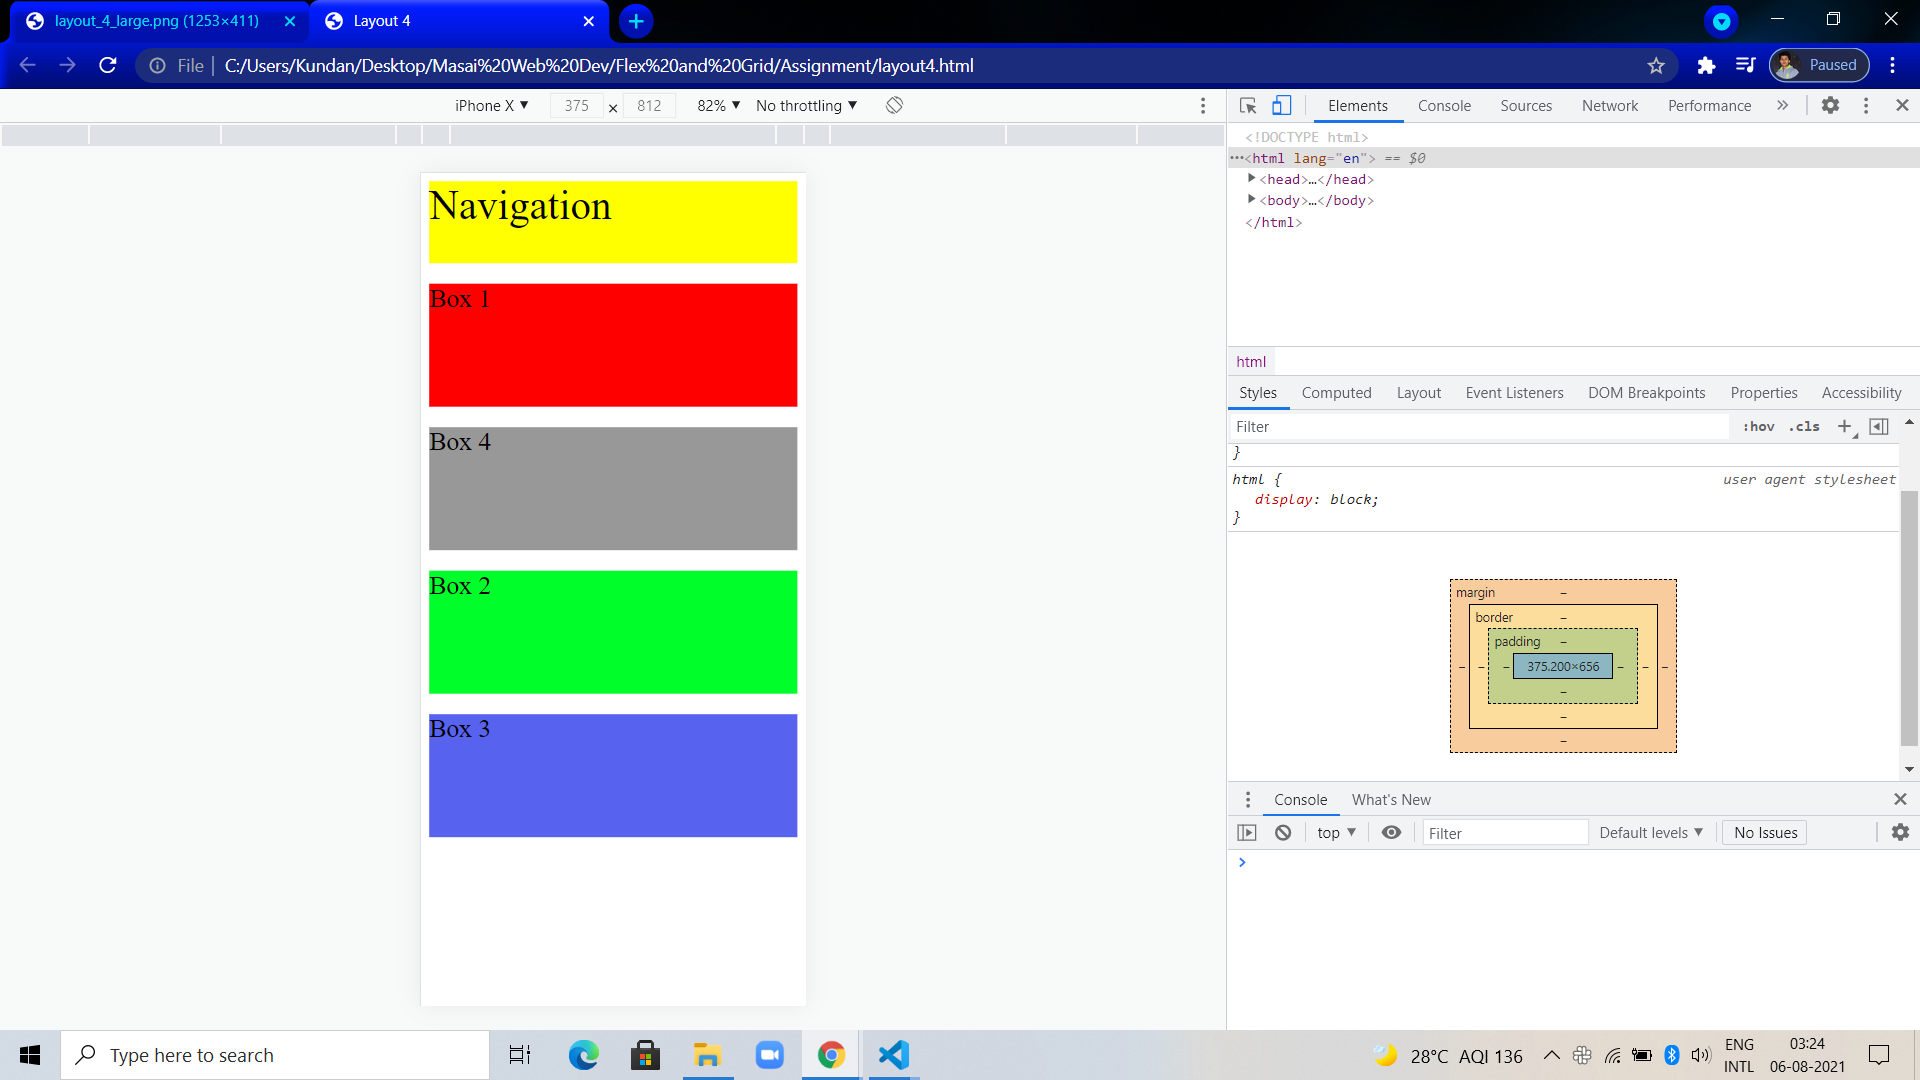 layout_4_large.png (1253×411)
Layout 4
File
C:/Users/Kundan/Desktop/Masai%20Web%20Dev/Flex%20and%20Grid/Assignment/layout4.html
Paused
iPhone X ▼ 375 × 812 82% ▼ No throttling ▼
Elements Console Sources Network Performance »
<!DOCTYPE html>
···<html lang="en"> == $0
▶<head>…</head>
▶<body>…</body>
</html>
Navigation
Box 1
Box 4
Box 2
Box 3
html
Styles Computed Layout Event Listeners DOM Breakpoints Properties Accessibility
Filter :hov .cls +
}
html { user agent stylesheet
display: block;
}
margin –
border –
padding –
– – – 375.200×656 – – –
–
–
–
Console What's New
top ▼ Filter Default levels ▼ No Issues
>
Type here to search
28°C AQI 136
ENG
INTL
03:24
06-08-2021